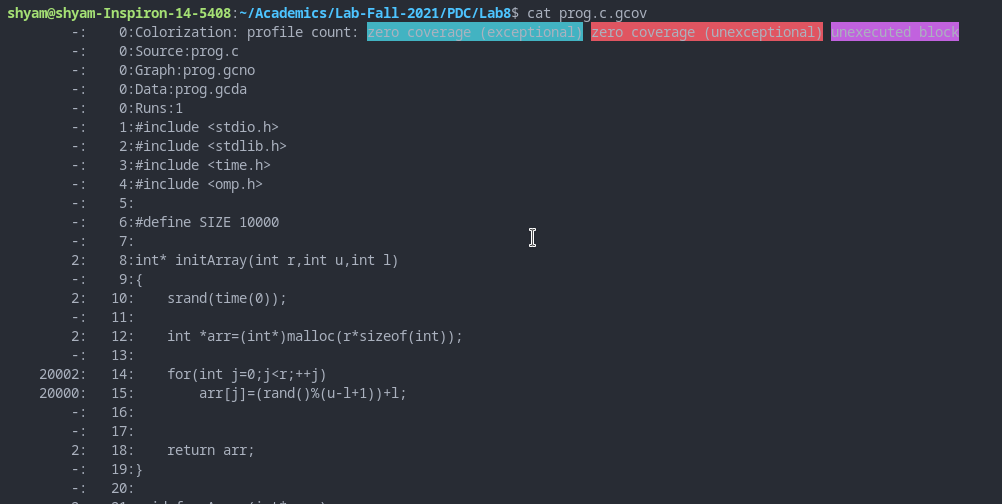 shyam@shyam-Inspiron-14-5408:~/Academics/Lab-Fall-2021/PDC/Lab8$ cat prog.c.gcov
        -:    0:Colorization: profile count: zero coverage (exceptional) zero coverage (unexceptional) unexecuted block
        -:    0:Source:prog.c
        -:    0:Graph:prog.gcno
        -:    0:Data:prog.gcda
        -:    0:Runs:1
        -:    1:#include <stdio.h>
        -:    2:#include <stdlib.h>
        -:    3:#include <time.h>
        -:    4:#include <omp.h>
        -:    5:
        -:    6:#define SIZE 10000
        -:    7:
        2:    8:int* initArray(int r,int u,int l)
        -:    9:{
        2:   10:    srand(time(0));
        -:   11:
        2:   12:    int *arr=(int*)malloc(r*sizeof(int));
        -:   13:
    20002:   14:    for(int j=0;j<r;++j)
    20000:   15:        arr[j]=(rand()%(u-l+1))+l;
        -:   16:
        -:   17:
        2:   18:    return arr;
        -:   19:}
        -:   20: